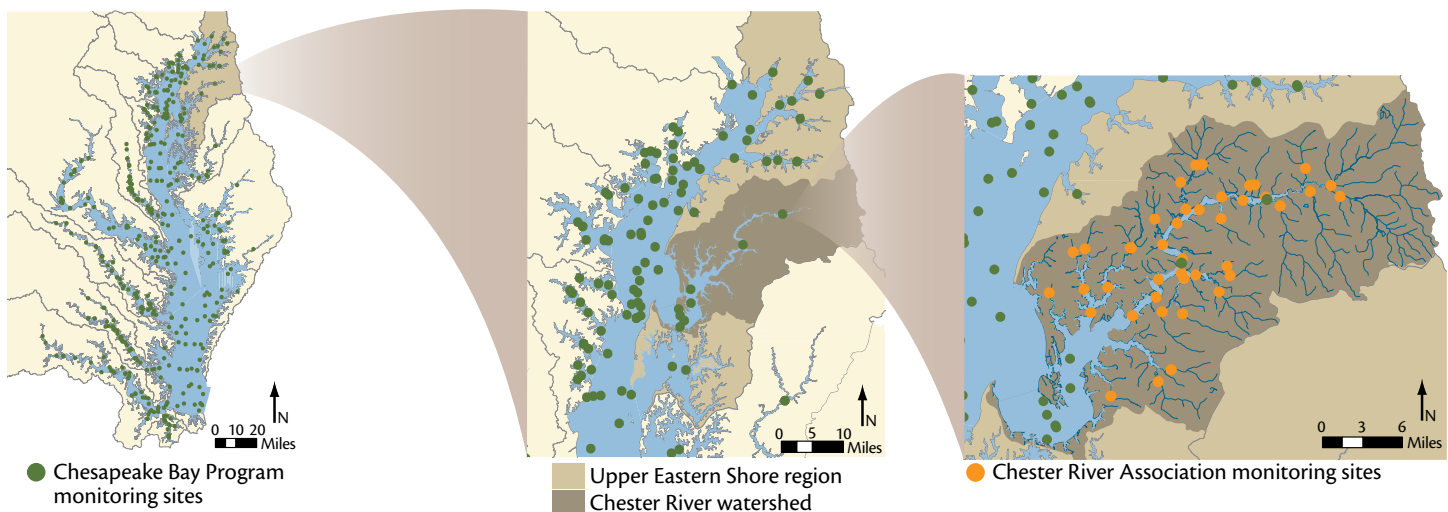 N
0 10 20
Miles
Chesapeake Bay Program
monitoring sites
N
0 5 10
Miles
Upper Eastern Shore region
Chester River watershed
N
0 3 6
Miles
Chester River Association monitoring sites